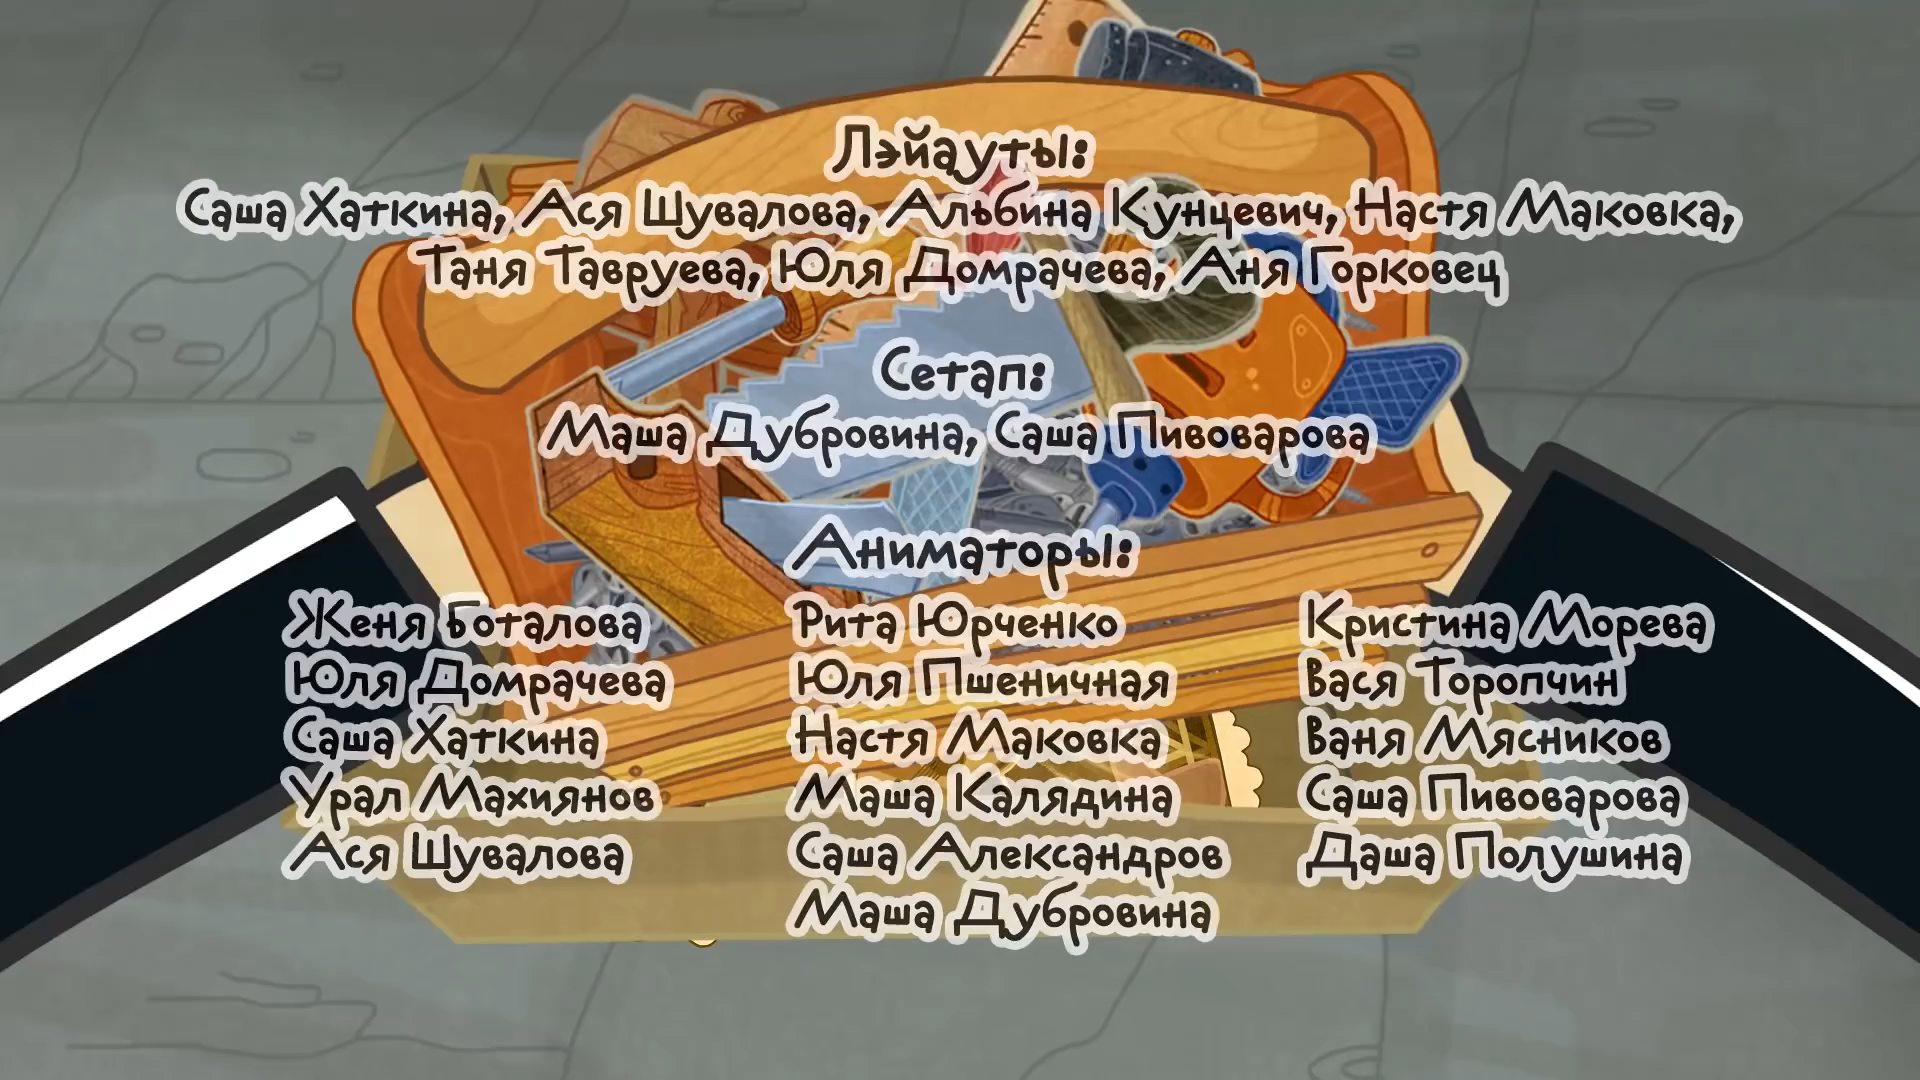 Лэйауты:
Саша Хаткина, Ася Шувалова, Альбина Кунцевич, Настя Маковка,
Таня Тавруева, Юля Домрачева, Аня Горковец
Сетап:
Маша Дубровина, Саша Пивоварова
Аниматоры:
Женя Боталова
Юля Домрачева
Саша Хаткина
Урал Махиянов
Ася Шувалова
Рита Юрченко
Юля Пшеничная
Настя Маковка
Маша Калядина
Саша Александров
Маша Дубровина
Кристина Морева
Вася Торопчин
Ваня Мясников
Саша Пивоварова
Даша Полушина